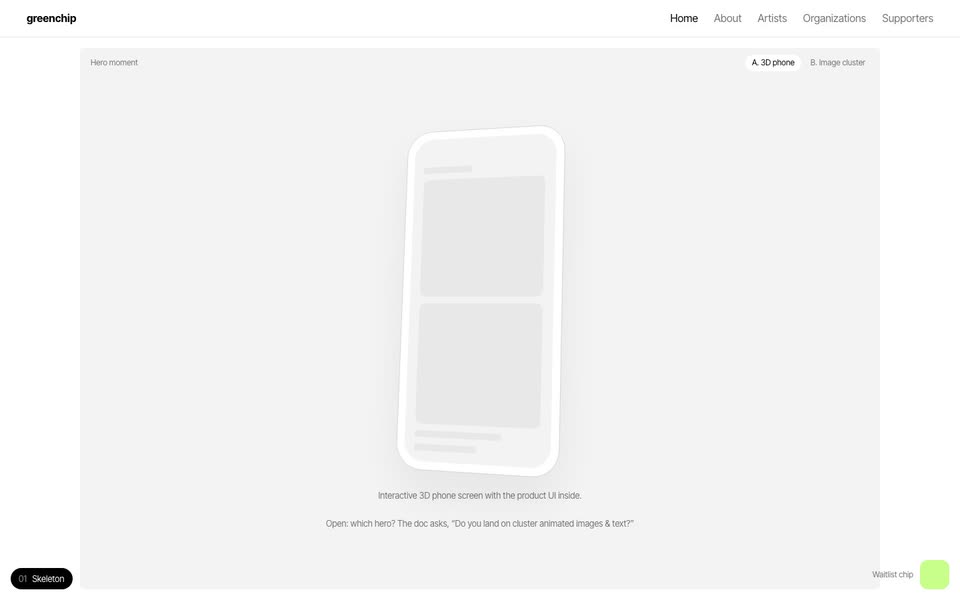 greenchip
Home About Artists Organizations Supporters
Hero moment
A. 3D phone B. Image cluster
Interactive 3D phone screen with the product UI inside.
Open: which hero? The doc asks, “Do you land on cluster animated images & text?”
01 Skeleton
Waitlist chip